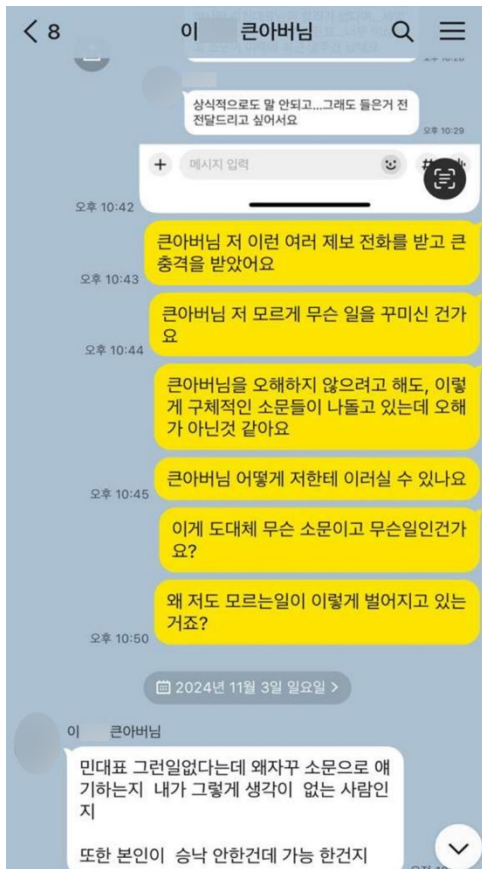 8
이 큰아버님
상식적으로도 말 안되고...그래도 들은거 전
전달드리고 싶어서요
오후 10:29
메시지 입력
오후 10:42
큰아버님 저 이런 여러 제보 전화를 받고 큰
충격을 받았어요
오후 10:43
큰아버님 저 모르게 무슨 일을 꾸미신 건가
요
오후 10:44
큰아버님을 오해하지 않으려고 해도, 이렇
게 구체적인 소문들이 나돌고 있는데 오해
가 아닌것 같아요
큰아버님 어떻게 저한테 이러실 수 있나요
오후 10:45
이게 도대체 무슨 소문이고 무슨일인건가
요?
왜 저도 모르는일이 이렇게 벌어지고 있는
거죠?
오후 10:50
2024년 11월 3일 일요일 >
이 큰아버님
민대표 그런일없다는데 왜자꾸 소문으로 얘
기하는지 내가 그렇게 생각이 없는 사람인
지
또한 본인이 승낙 안한건데 가능 한건지